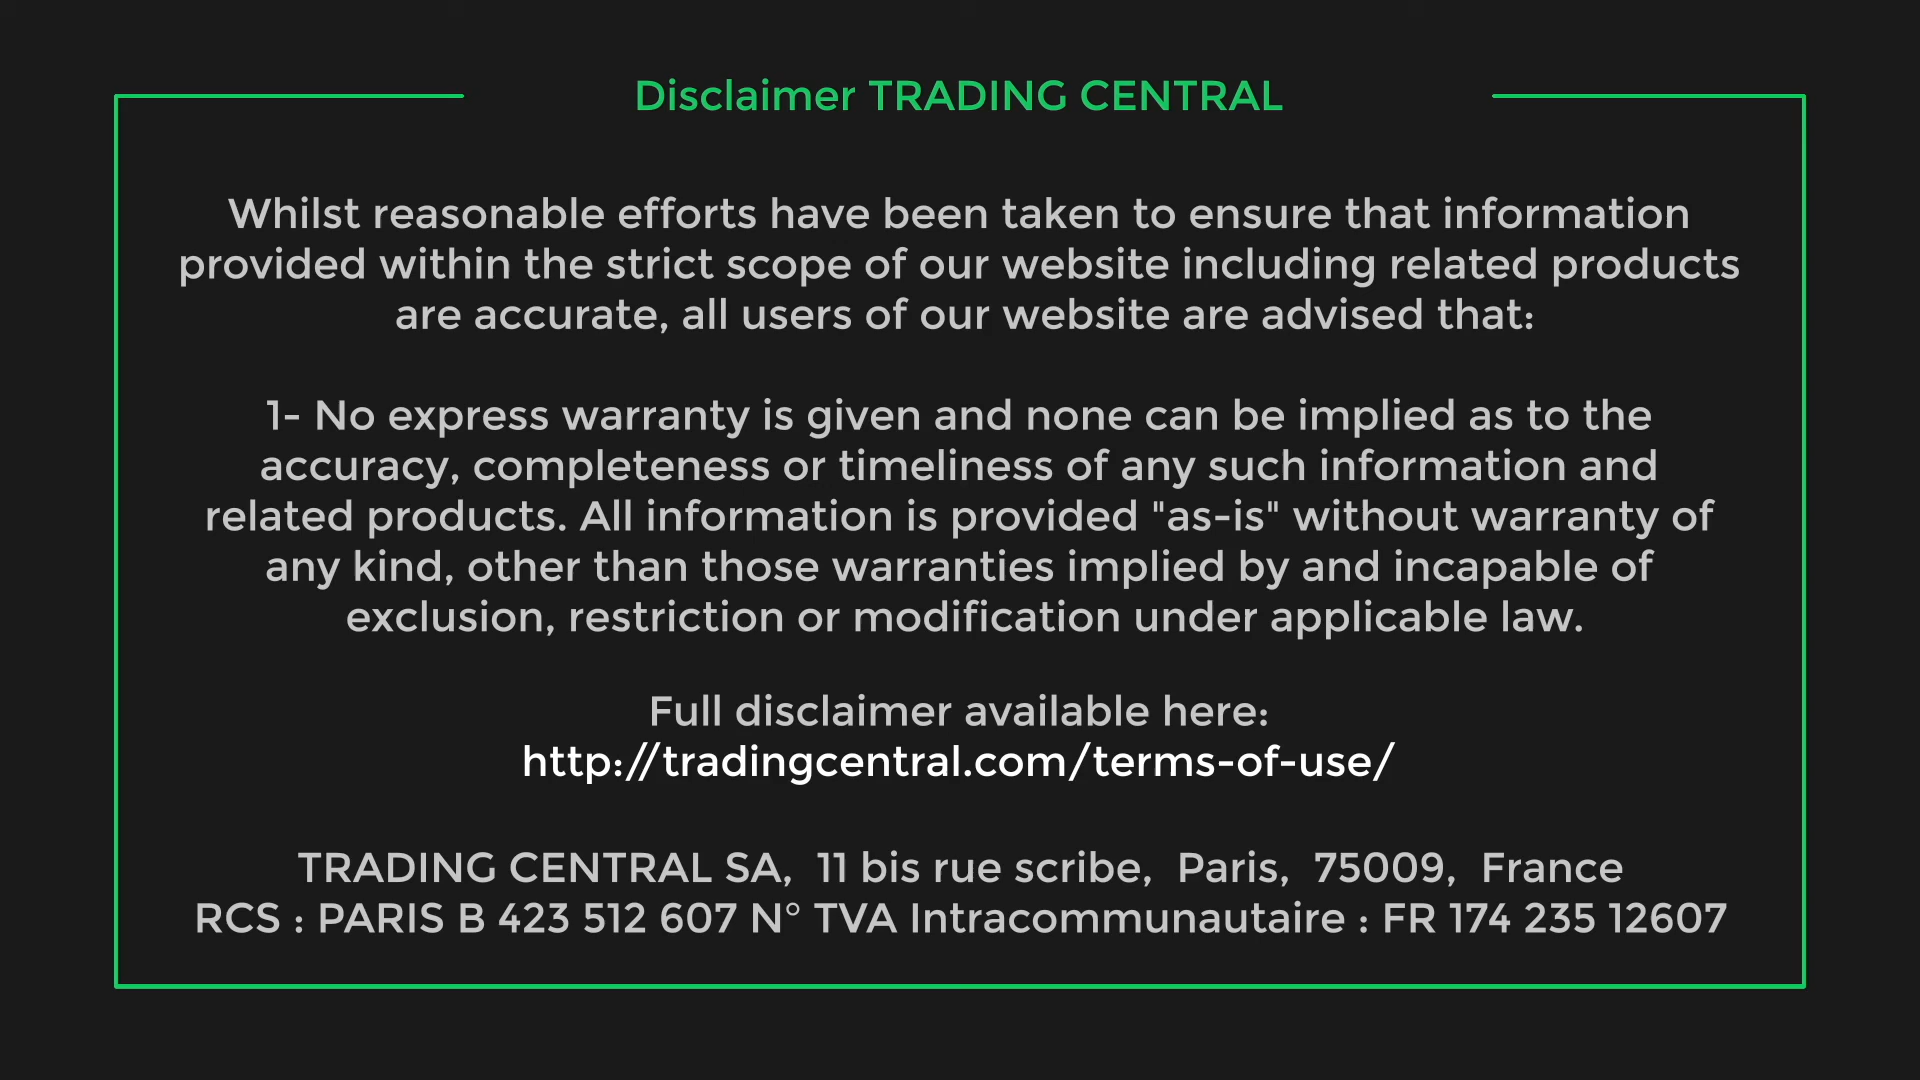 Disclaimer TRADING CENTRAL
Whilst reasonable efforts have been taken to ensure that information
provided within the strict scope of our website including related products
are accurate, all users of our website are advised that:
1- No express warranty is given and none can be implied as to the
accuracy, completeness or timeliness of any such information and
related products. All information is provided "as-is" without warranty of
any kind, other than those warranties implied by and incapable of
exclusion, restriction or modification under applicable law.
Full disclaimer available here:
http://tradingcentral.com/terms-of-use/
TRADING CENTRAL SA, 11 bis rue scribe, Paris, 75009, France
RCS : PARIS B 423 512 607 N° TVA Intracommunautaire : FR 174 235 12607